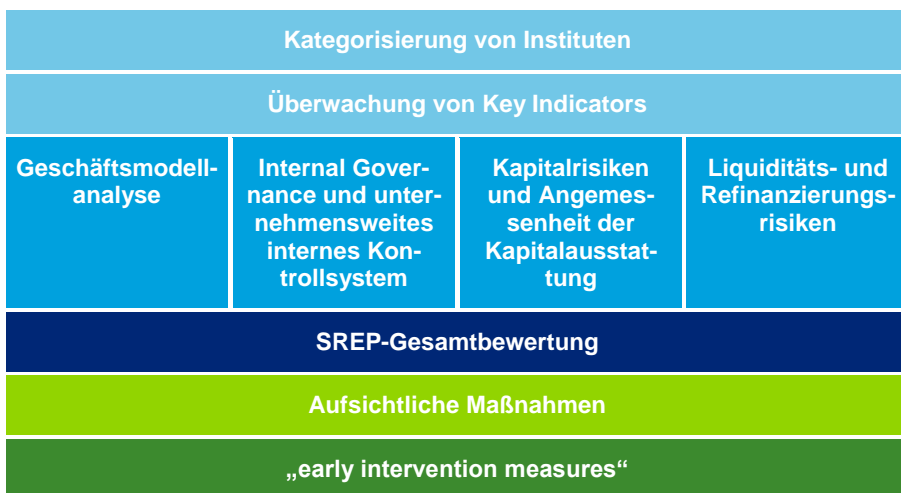 Kategorisierung von Instituten
Überwachung von Key Indicators
Geschäftsmodell-
analyse
Internal Gover-
nance und unter-
nehmensweites
internes Kon-
trollsystem
Kapitalrisiken
und Angemes-
senheit der
Kapitalausstat-
tung
Liquiditäts- und
Refinanzierungs-
risiken
SREP-Gesamtbewertung
Aufsichtliche Maßnahmen
„early intervention measures“